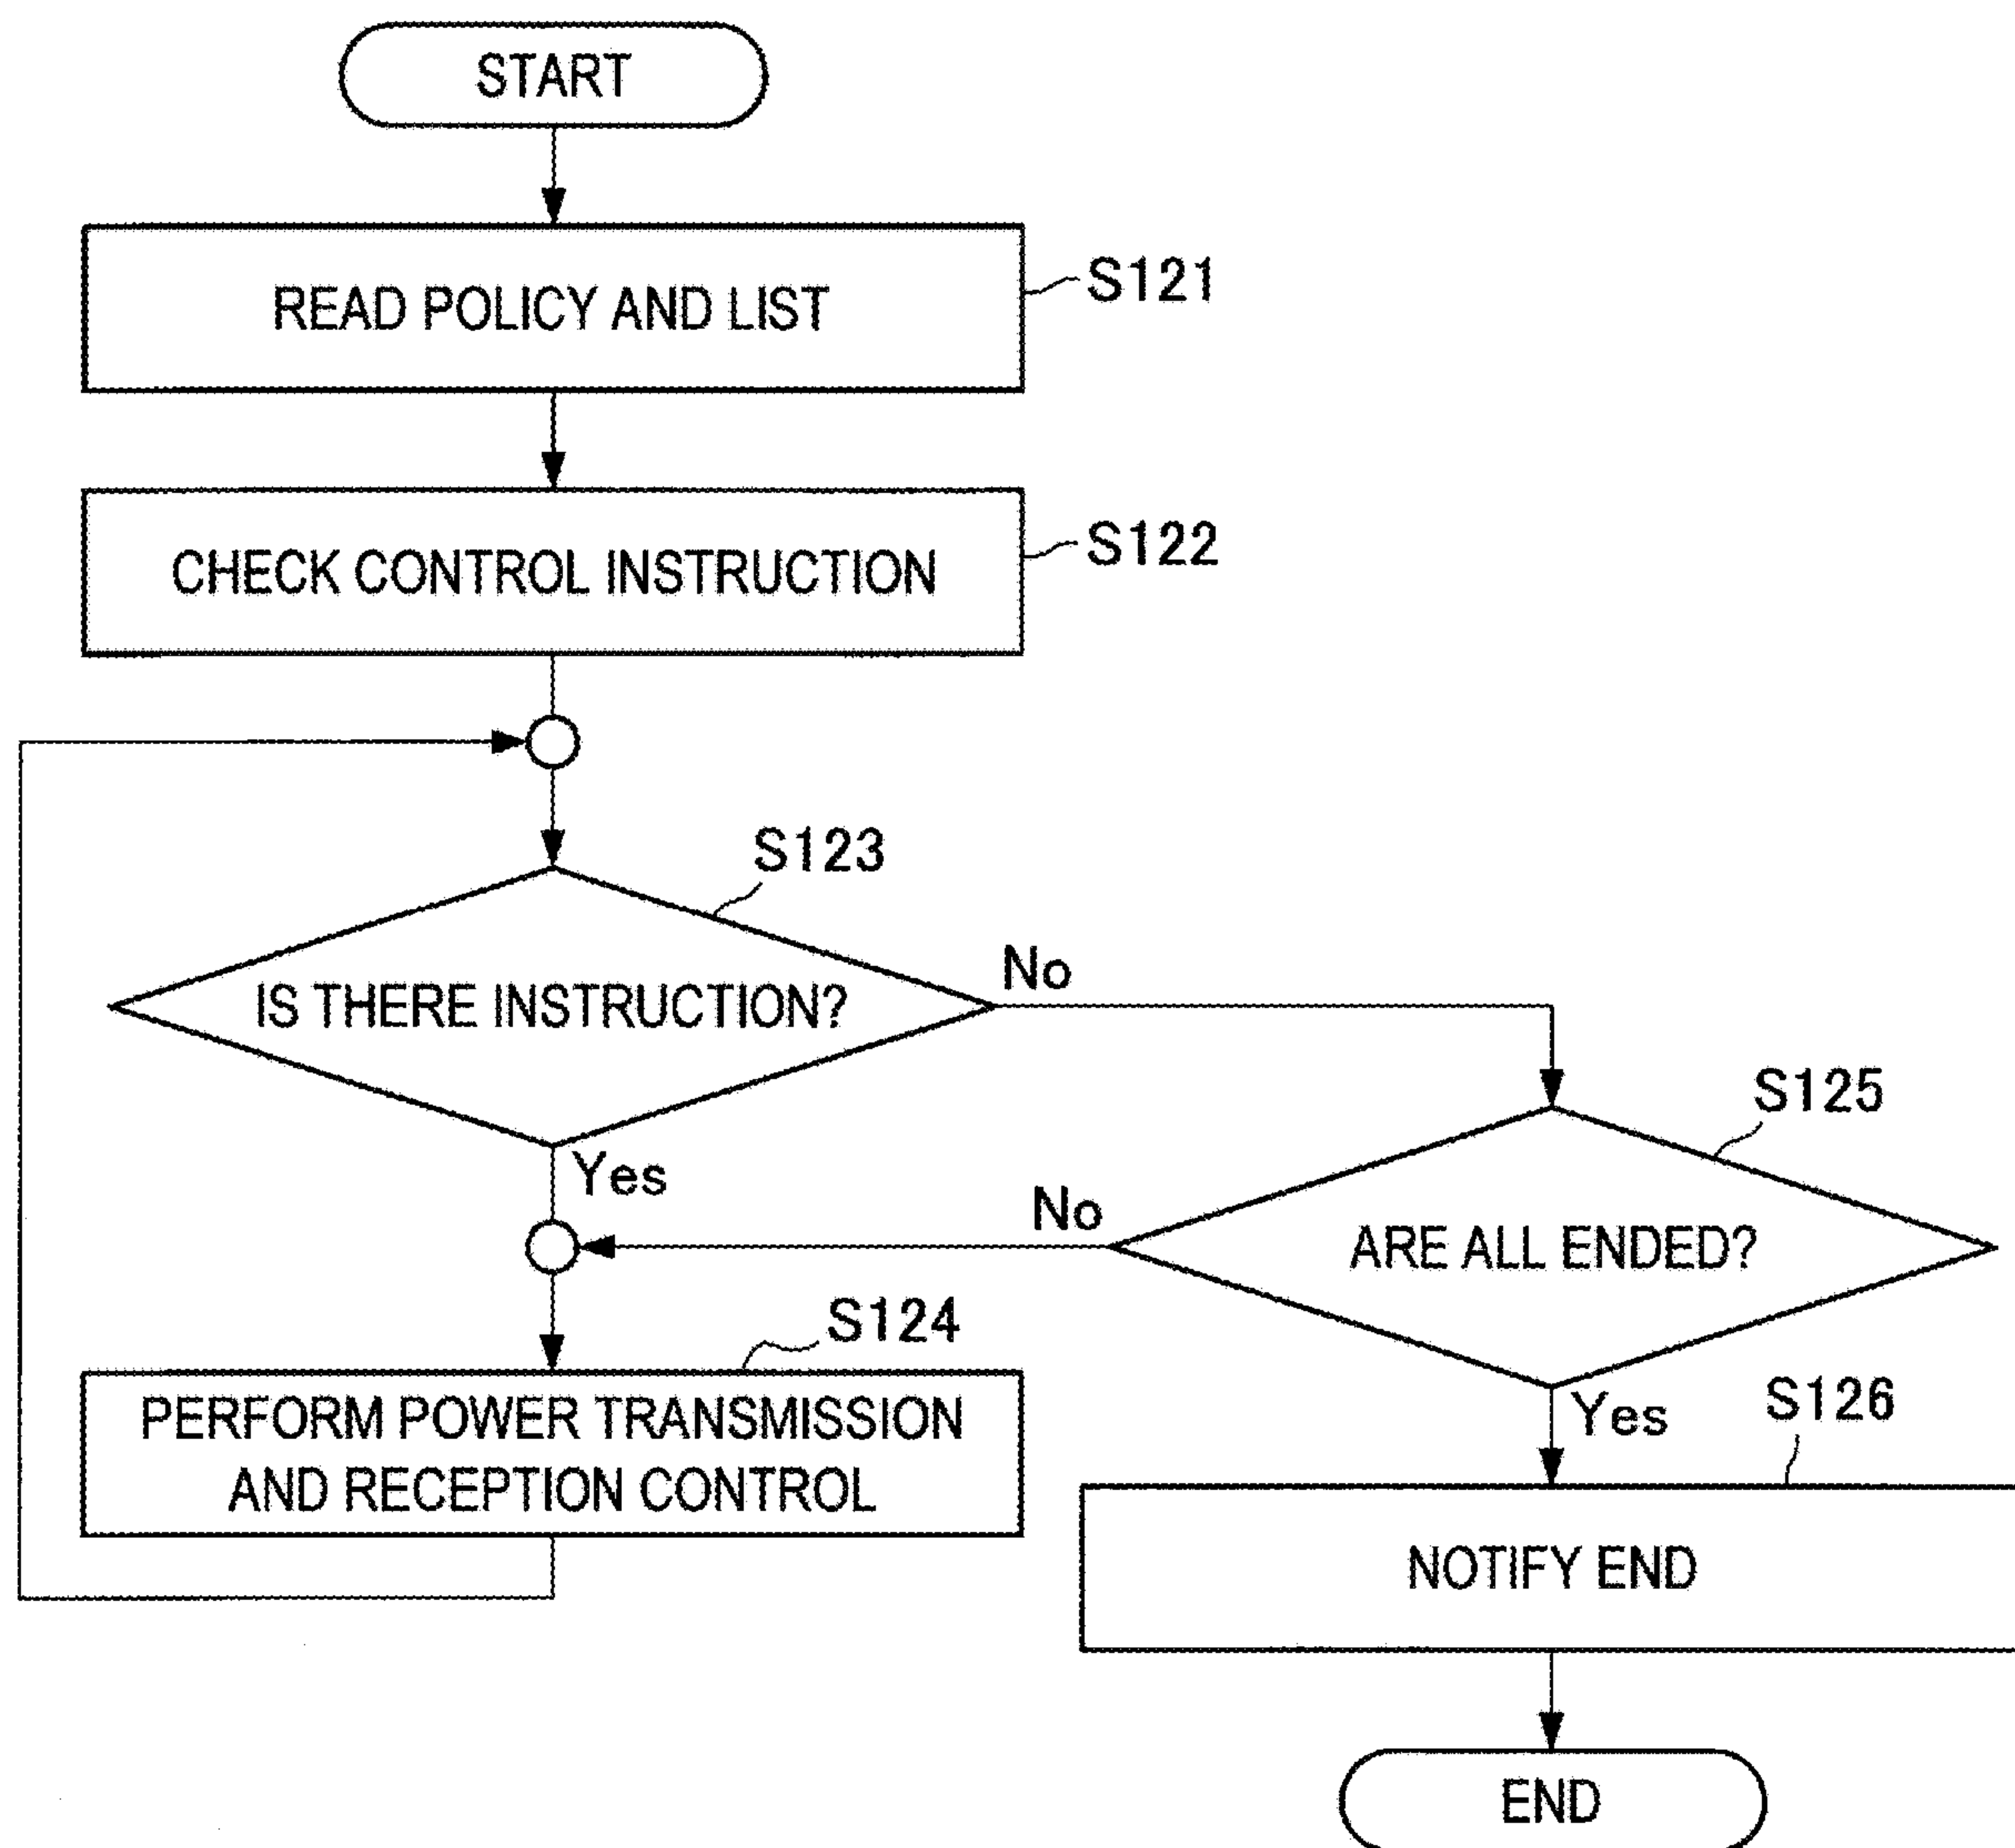 START
READ POLICY AND LIST
S121
CHECK CONTROL INSTRUCTION
S122
S123
IS THERE INSTRUCTION?
No
Yes
S125
ARE ALL ENDED?
No
Yes
S124
PERFORM POWER TRANSMISSION
AND RECEPTION CONTROL
S126
NOTIFY END
END